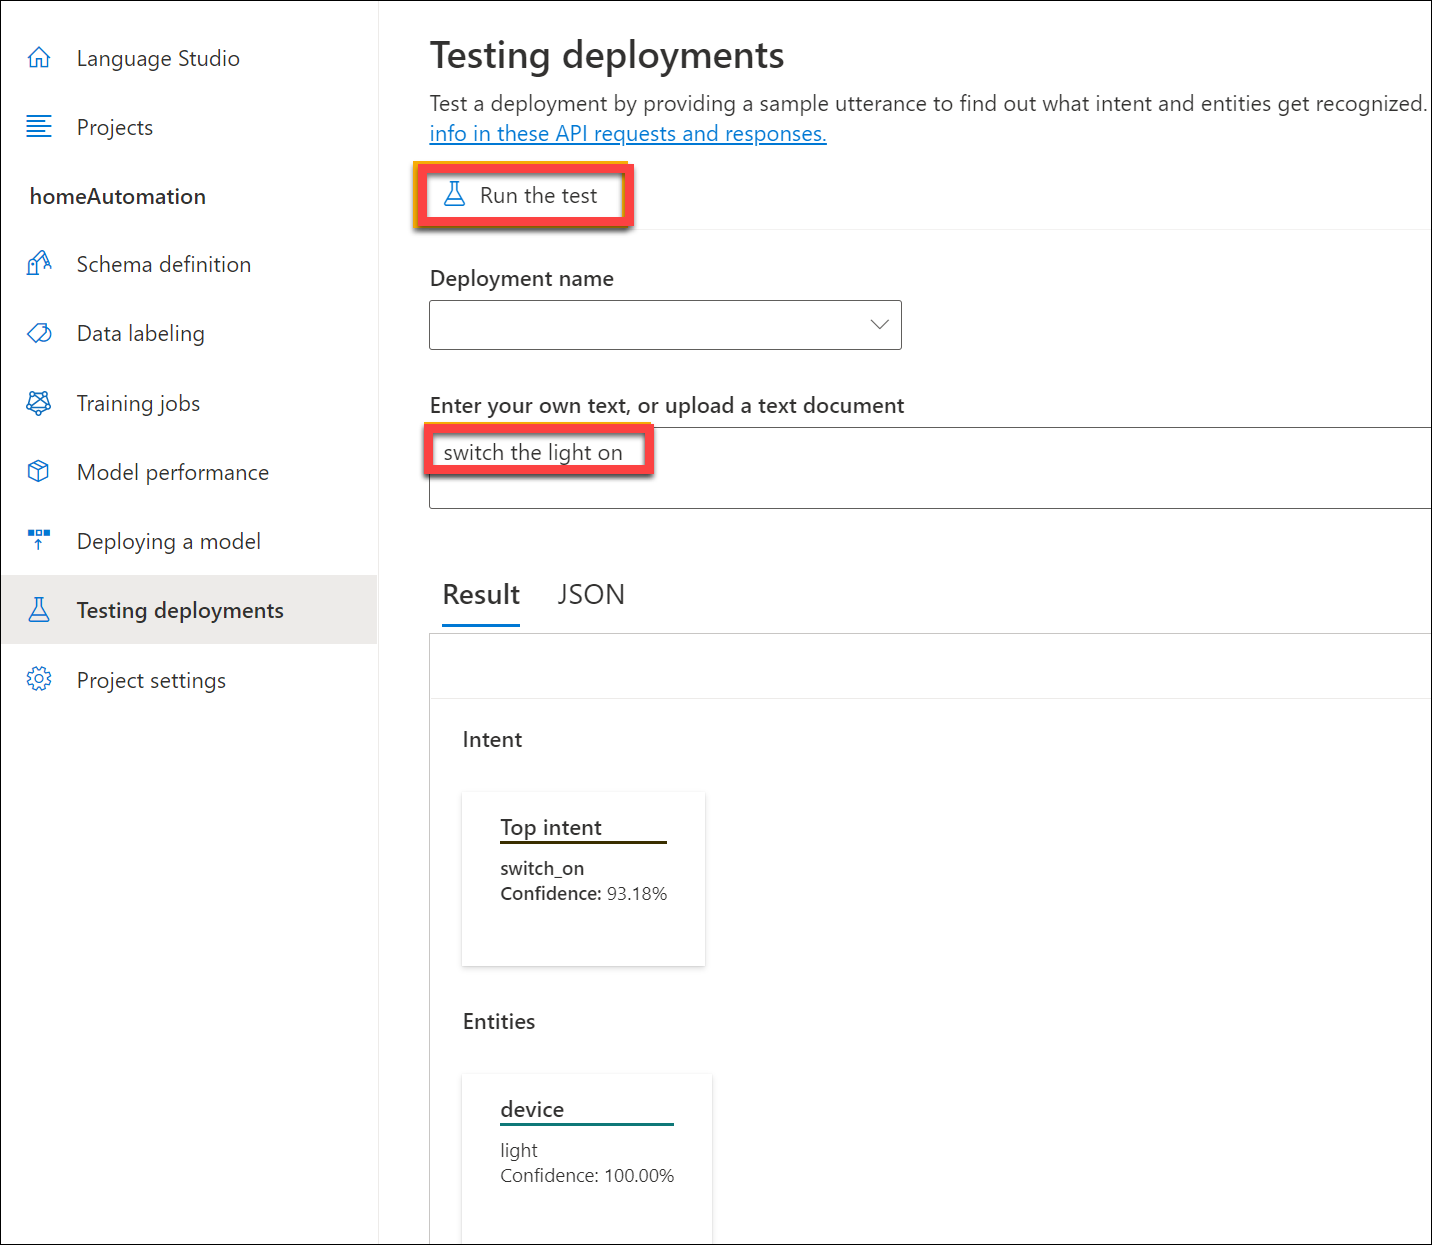 Language Studio
Projects
homeAutomation
Schema definition
Data labeling
Training jobs
Model performance
Deploying a model
Testing deployments
Project settings
Testing deployments
Test a deployment by providing a sample utterance to find out what intent and entities get recognized.
info in these API requests and responses.
Run the test
Deployment name
Enter your own text, or upload a text document
switch the light on
Result JSON
Intent
Top intent
switch_on
Confidence: 93.18%
Entities
device
light
Confidence: 100.00%